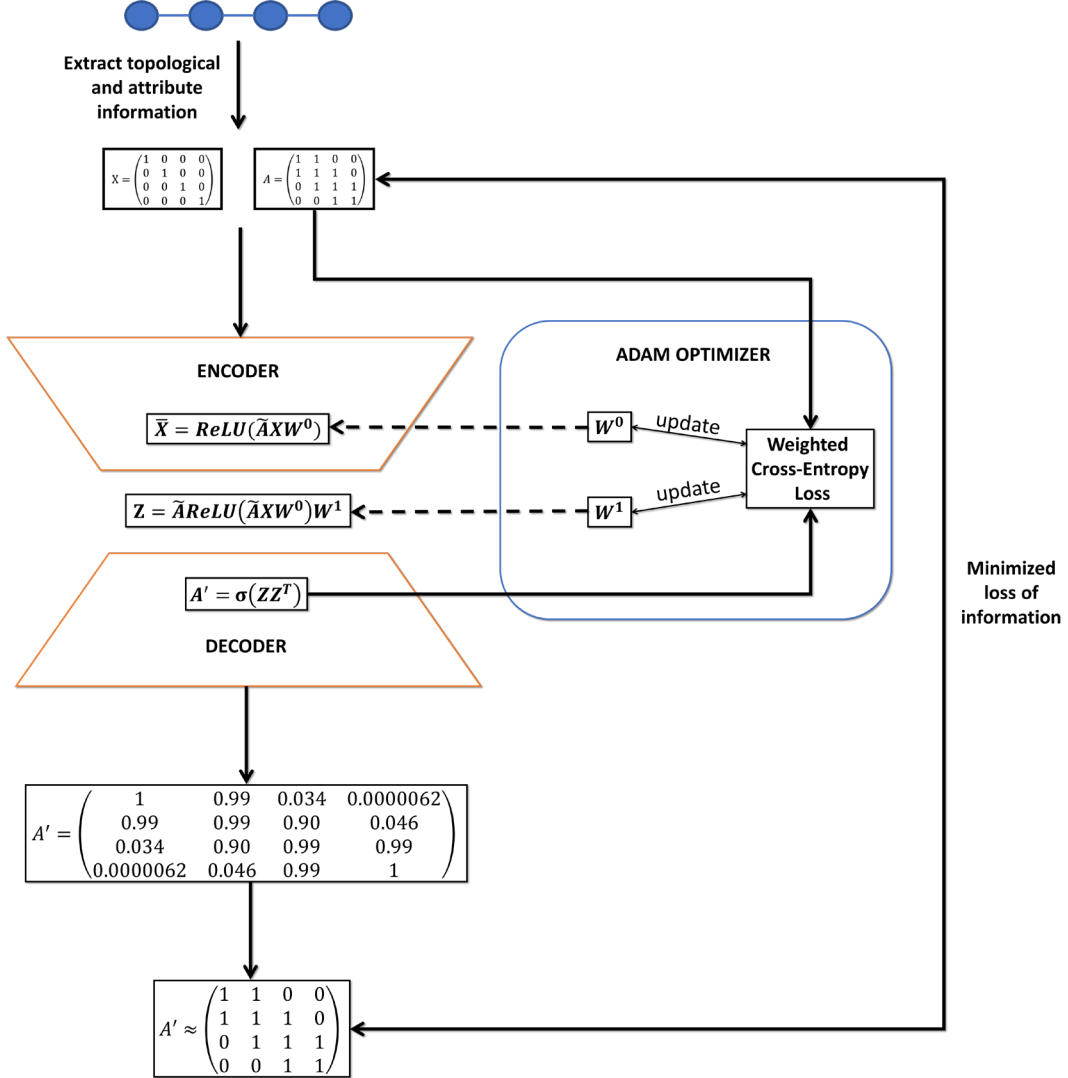 Extract topological
and attribute
information
X = (1 0 0 0
0 1 0 0
0 0 1 0
0 0 0 1)
A = (1 1 0 0
1 1 1 0
0 1 1 1
0 0 1 1)
ENCODER
X̅ = ReLU(ÃXW⁰)
Z = ÃReLU(ÃXW⁰)W¹
A′ = σ(ZZᵀ)
DECODER
ADAM OPTIMIZER
W⁰
update
W¹
update
Weighted
Cross-Entropy
Loss
Minimized
loss of
information
A′ = (1 0.99 0.034 0.0000062
0.99 0.99 0.90 0.046
0.034 0.90 0.99 0.99
0.0000062 0.046 0.99 1)
A′ ≈ (1 1 0 0
1 1 1 0
0 1 1 1
0 0 1 1)